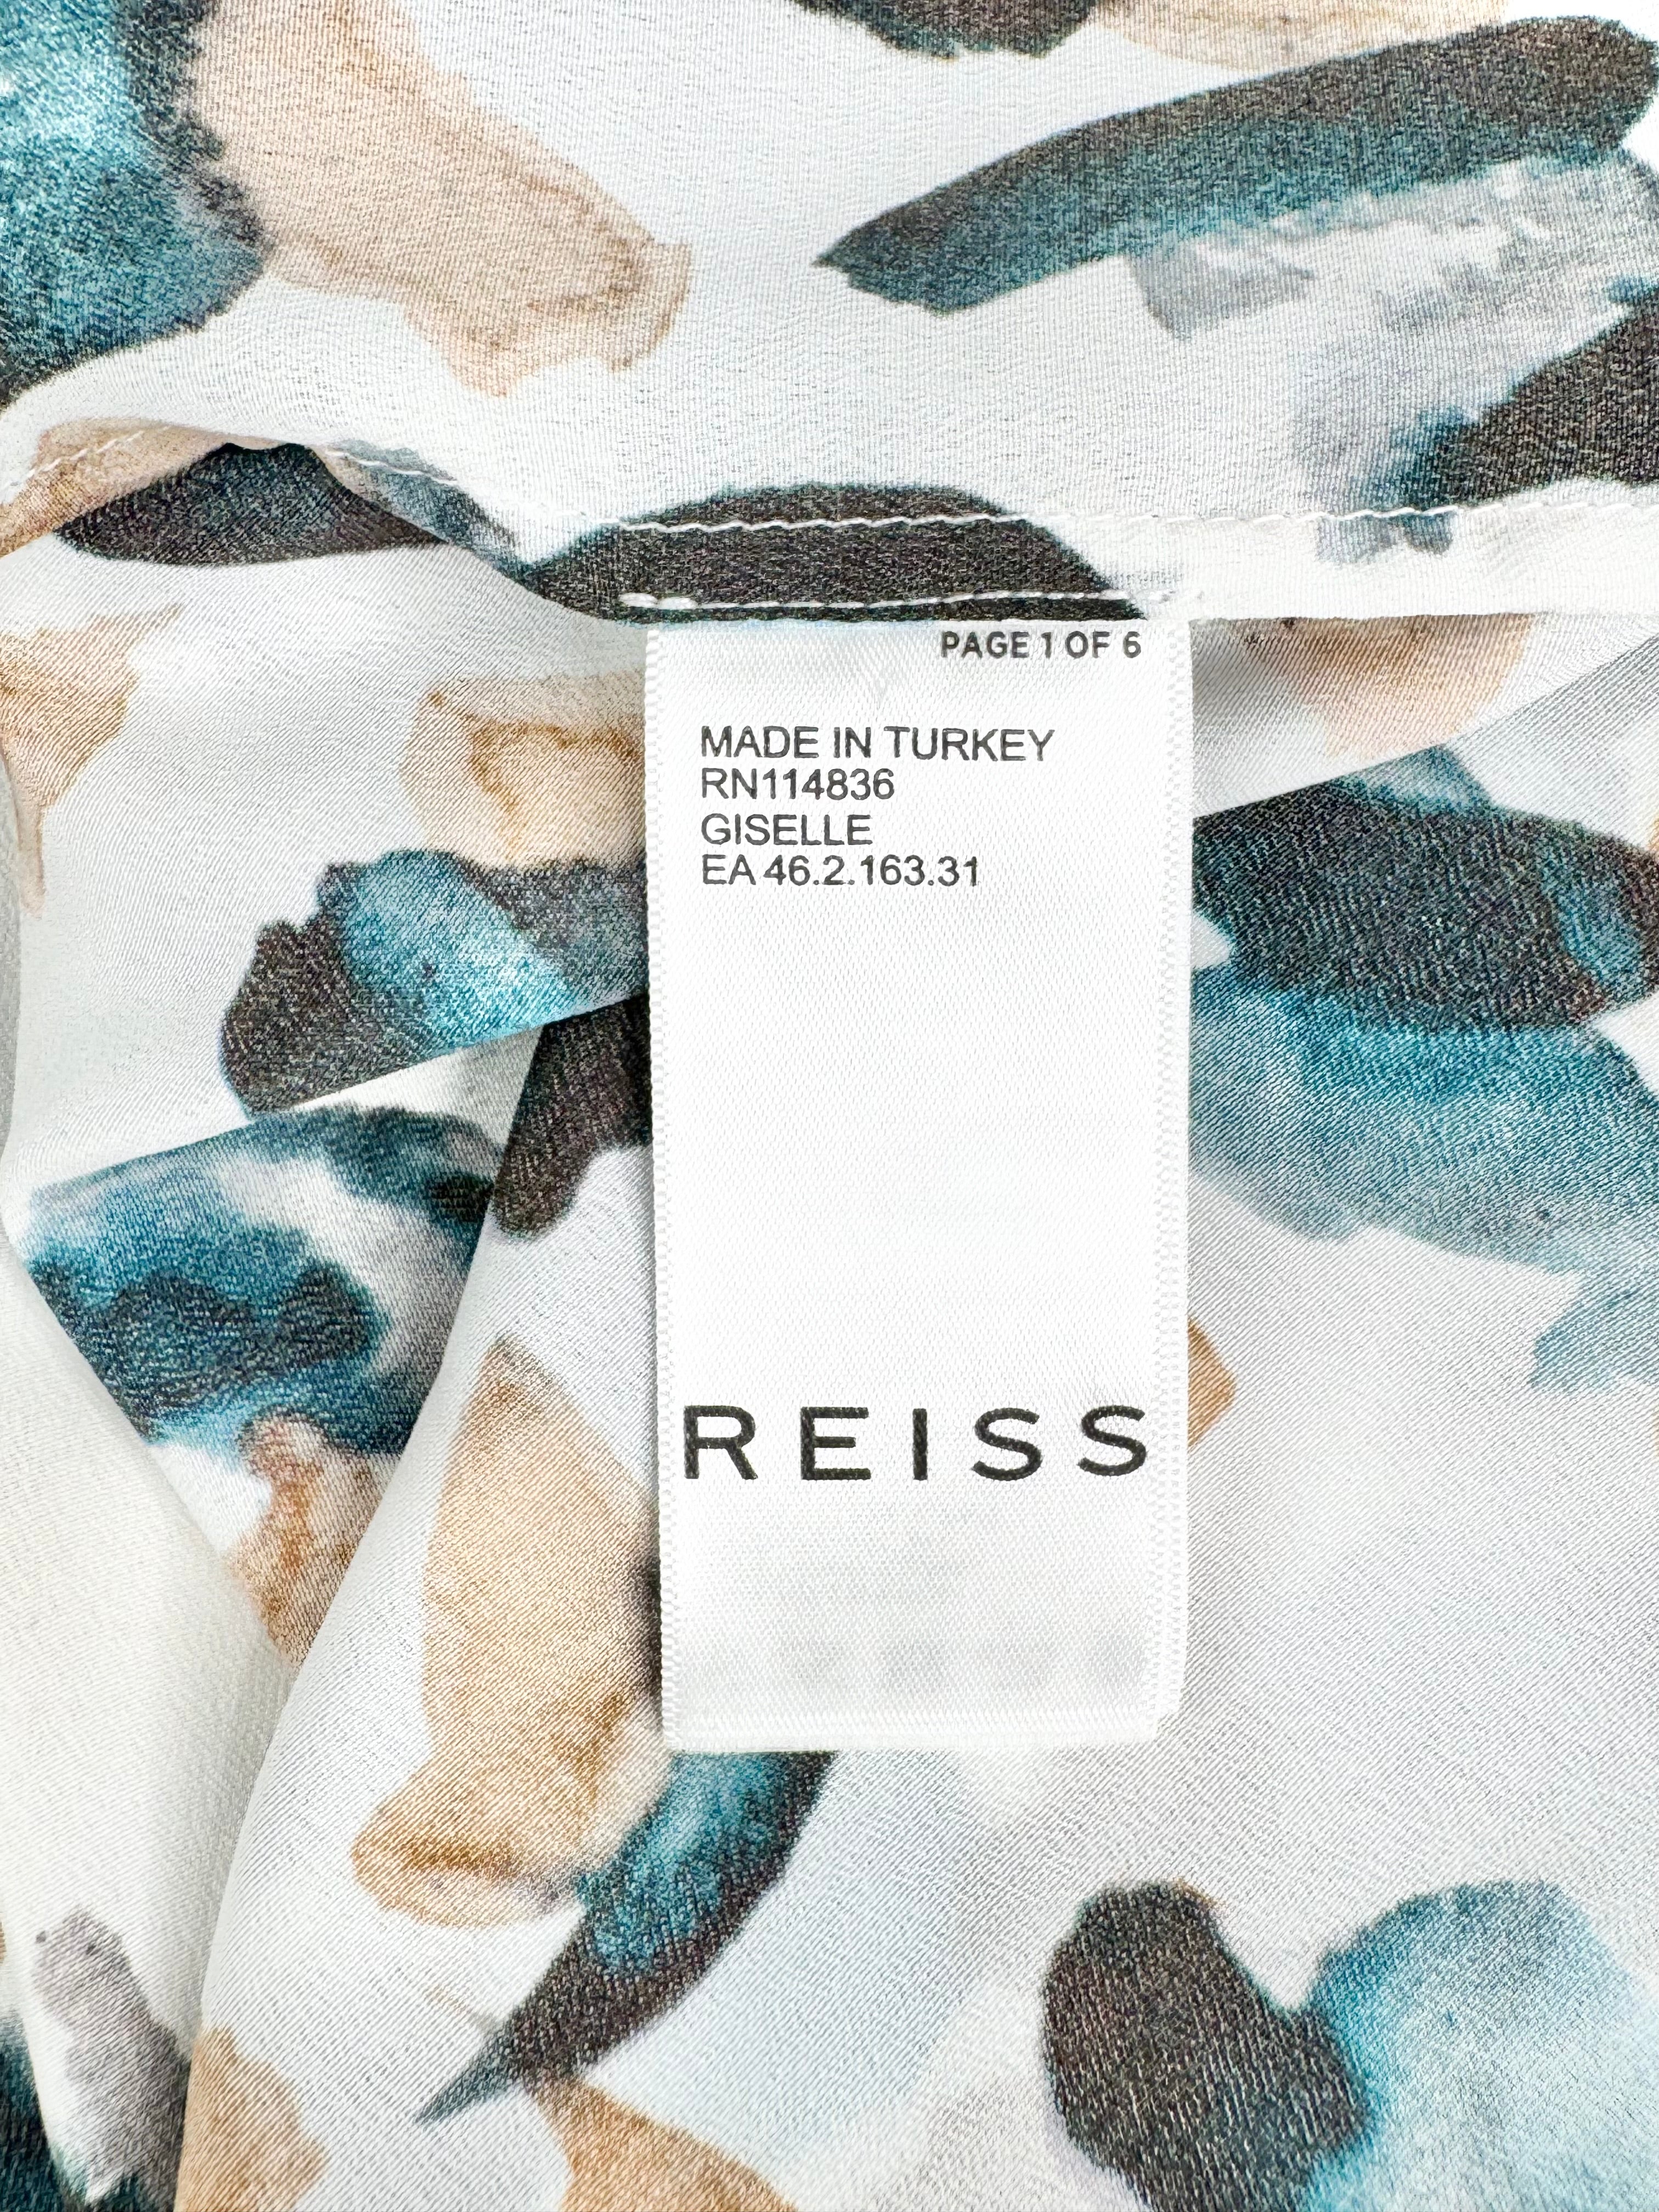 PAGE 1 OF 6
MADE IN TURKEY
RN114836
GISELLE
EA 46.2.163.31
REISS